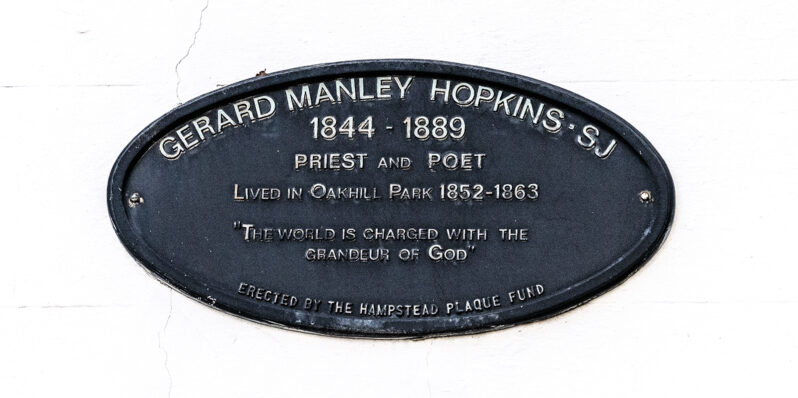 GERARD MANLEY HOPKINS·SJ
1844 - 1889
PRIEST AND POET
LIVED IN OAKHILL PARK 1852-1863
"THE WORLD IS CHARGED WITH THE
GRANDEUR OF GOD"
ERECTED BY THE HAMPSTEAD PLAQUE FUND